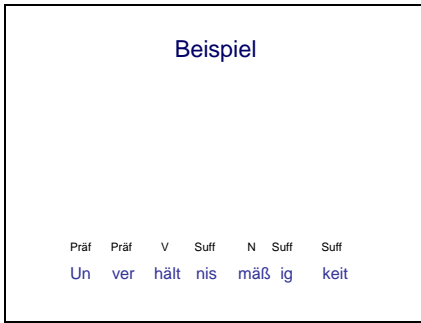 Beispiel
Präf Präf V Suff N Suff Suff
Un ver hält nis mäß ig keit